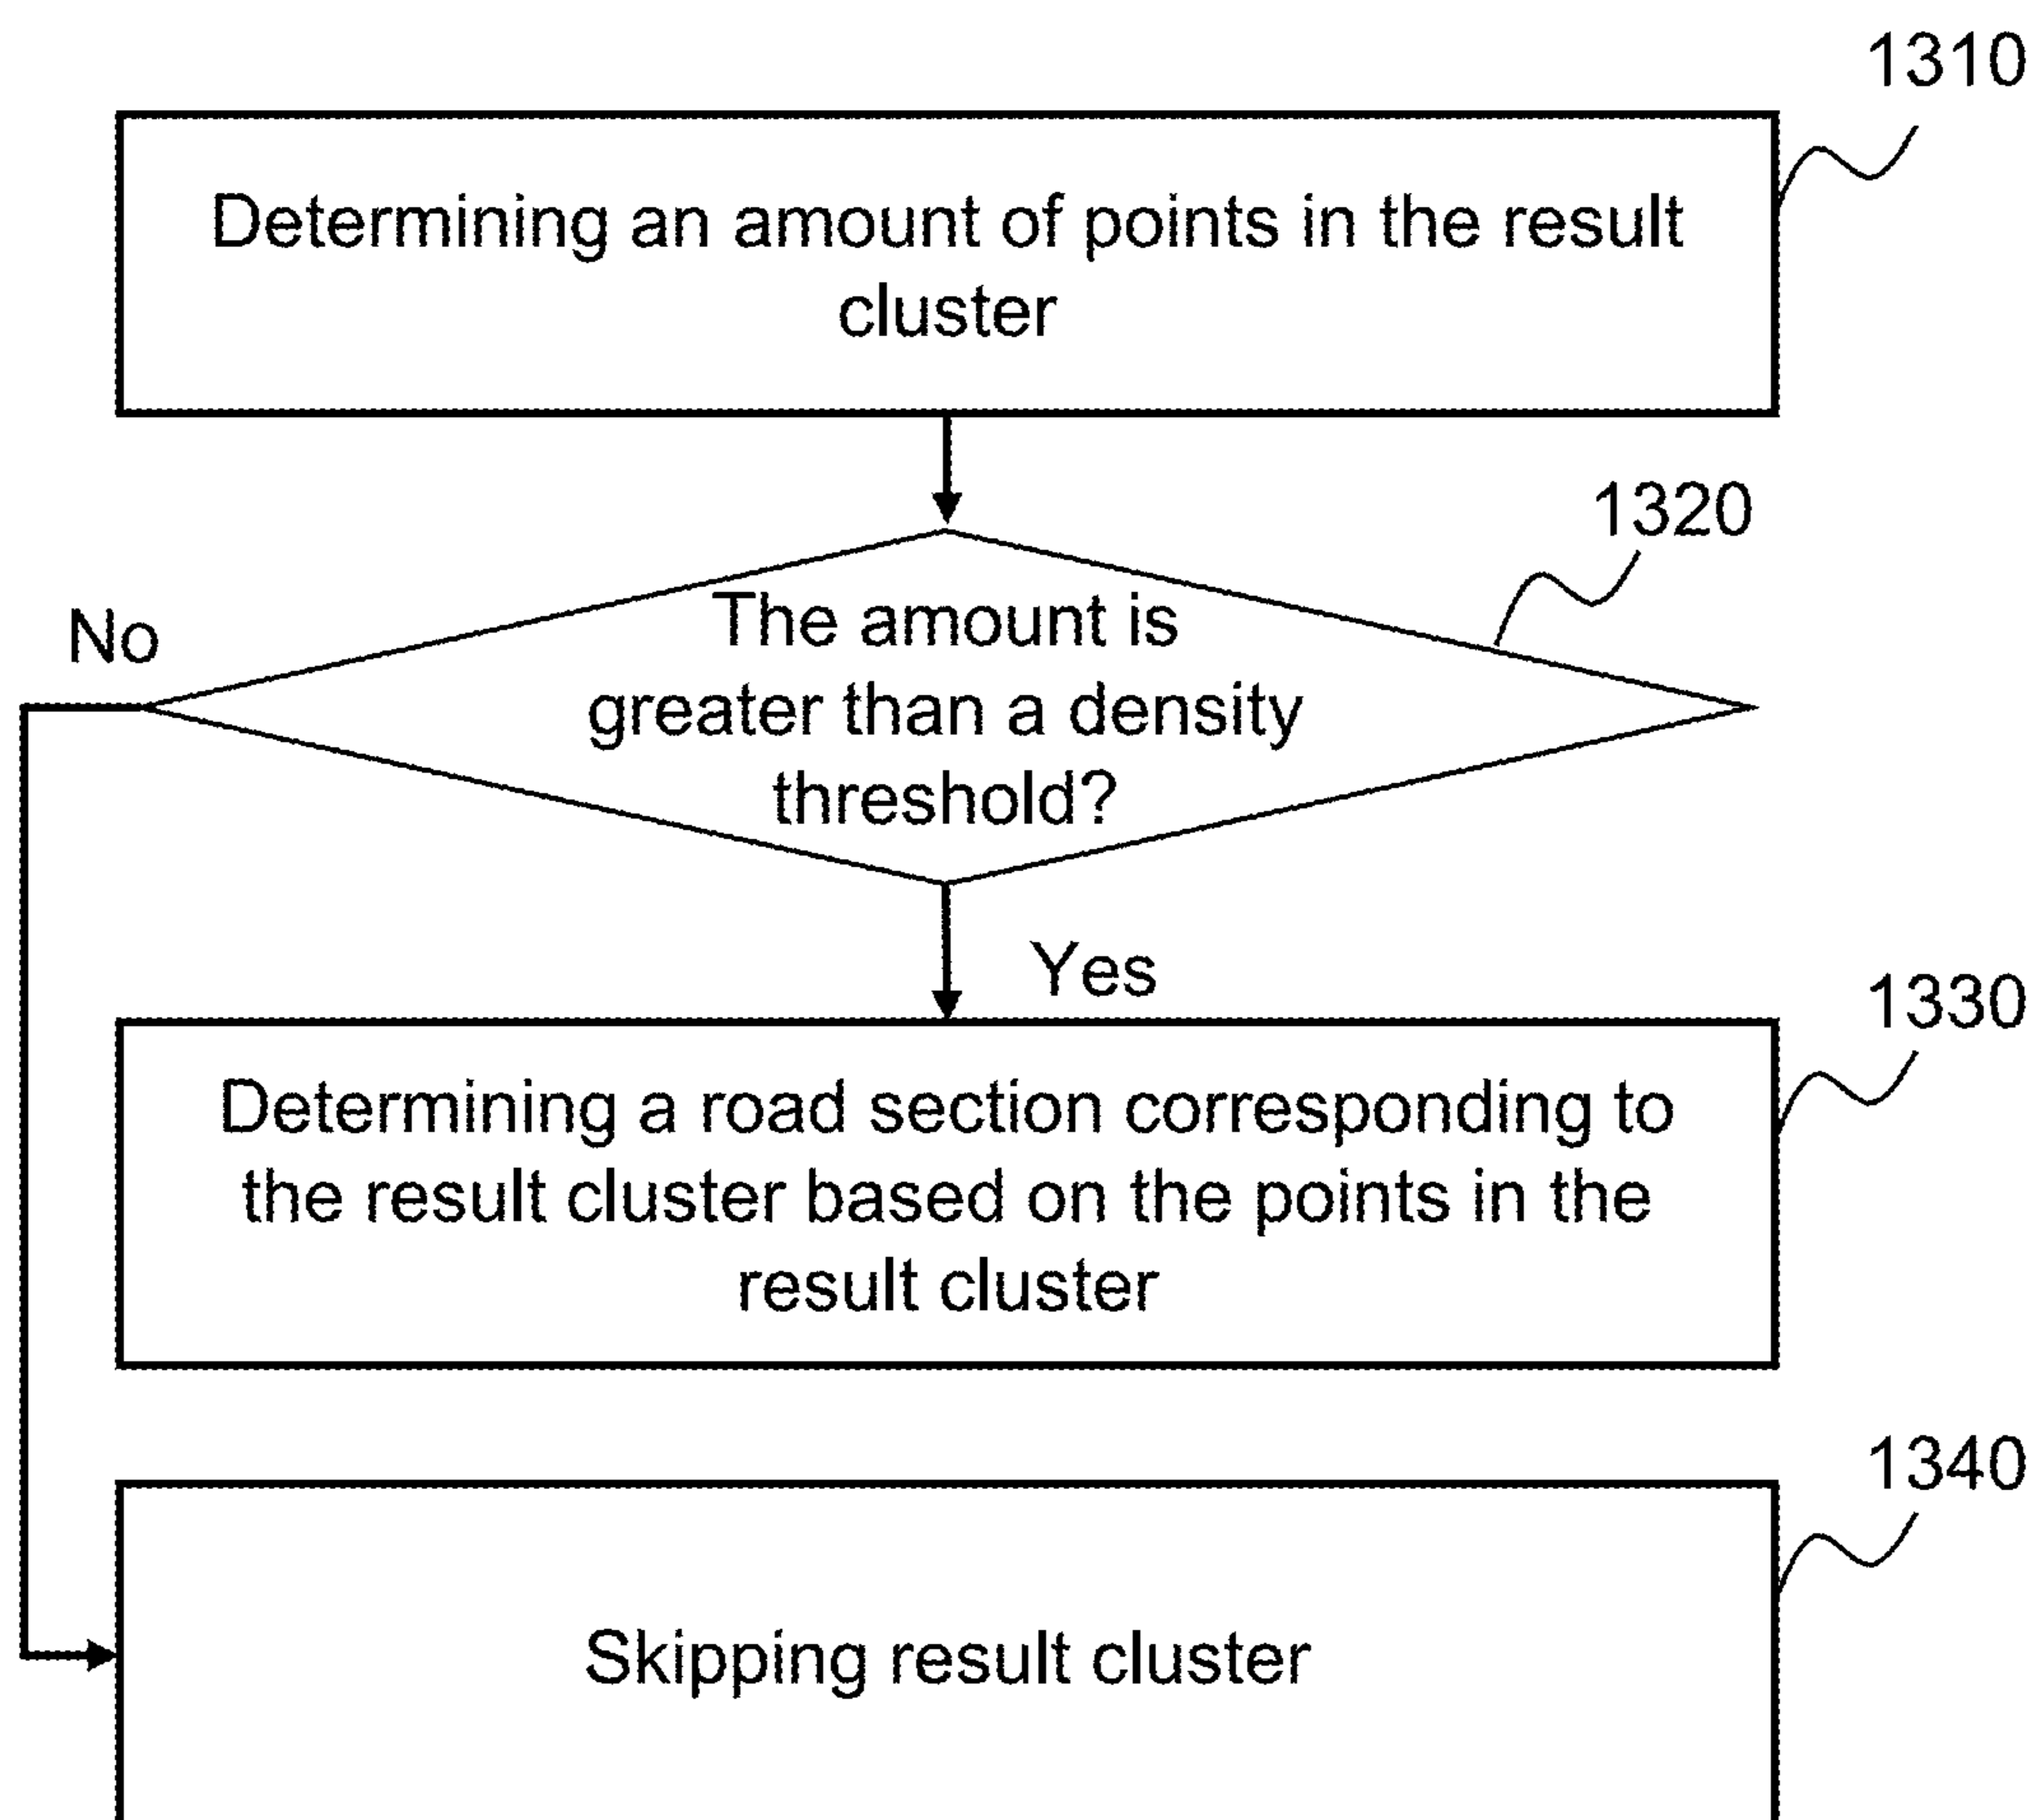 1310
Determining an amount of points in the result
cluster
1320
No
The amount is
greater than a density
threshold?
Yes
1330
Determining a road section corresponding to
the result cluster based on the points in the
result cluster
1340
Skipping result cluster